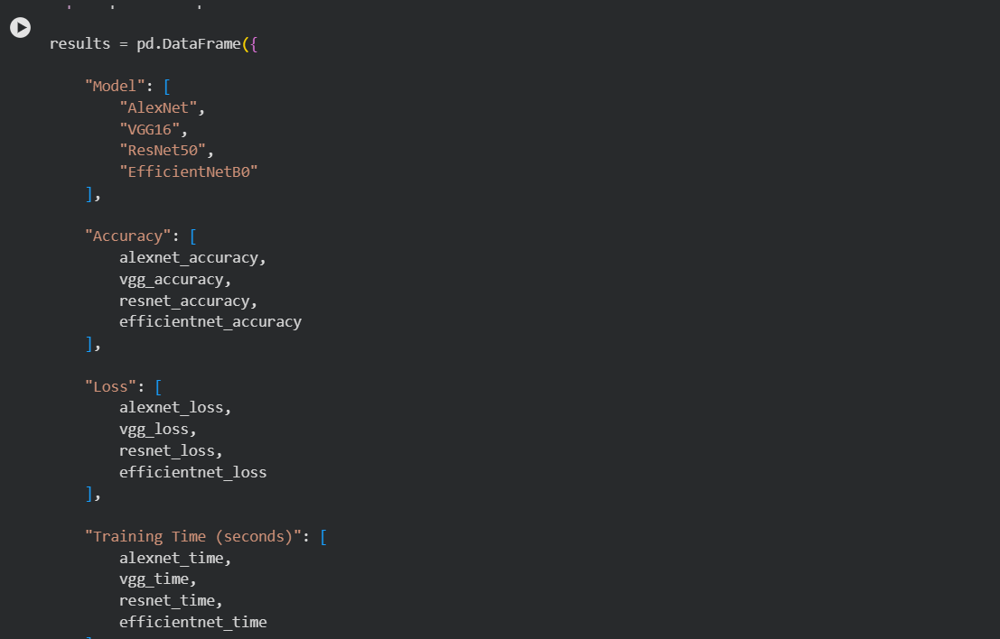 results = pd.DataFrame({
"Model": [
"AlexNet",
"VGG16",
"ResNet50",
"EfficientNetB0"
],
"Accuracy": [
alexnet_accuracy,
vgg_accuracy,
resnet_accuracy,
efficientnet_accuracy
],
"Loss": [
alexnet_loss,
vgg_loss,
resnet_loss,
efficientnet_loss
],
"Training Time (seconds)": [
alexnet_time,
vgg_time,
resnet_time,
efficientnet_time